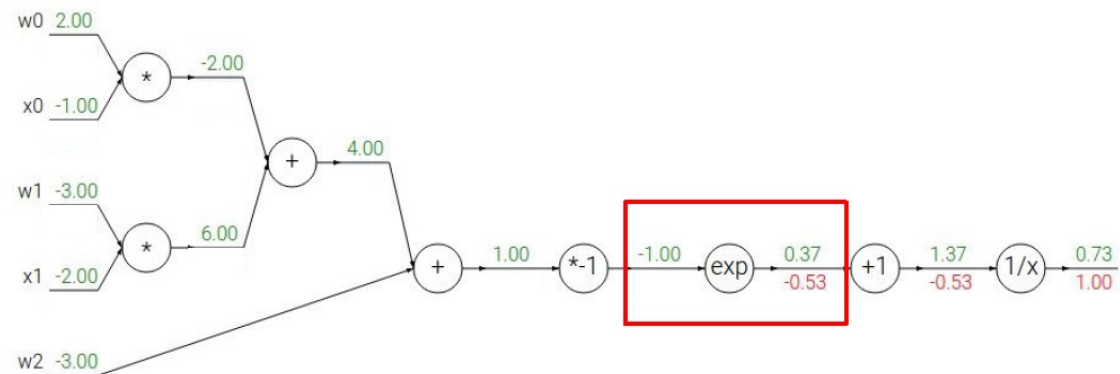 w0 2.00
* -2.00
x0 -1.00
+ 4.00
w1 -3.00
* 6.00
x1 -2.00
+ 1.00 *-1 -1.00 exp 0.37 +1 1.37 1/x 0.73
-0.53 -0.53 1.00
w2 -3.00